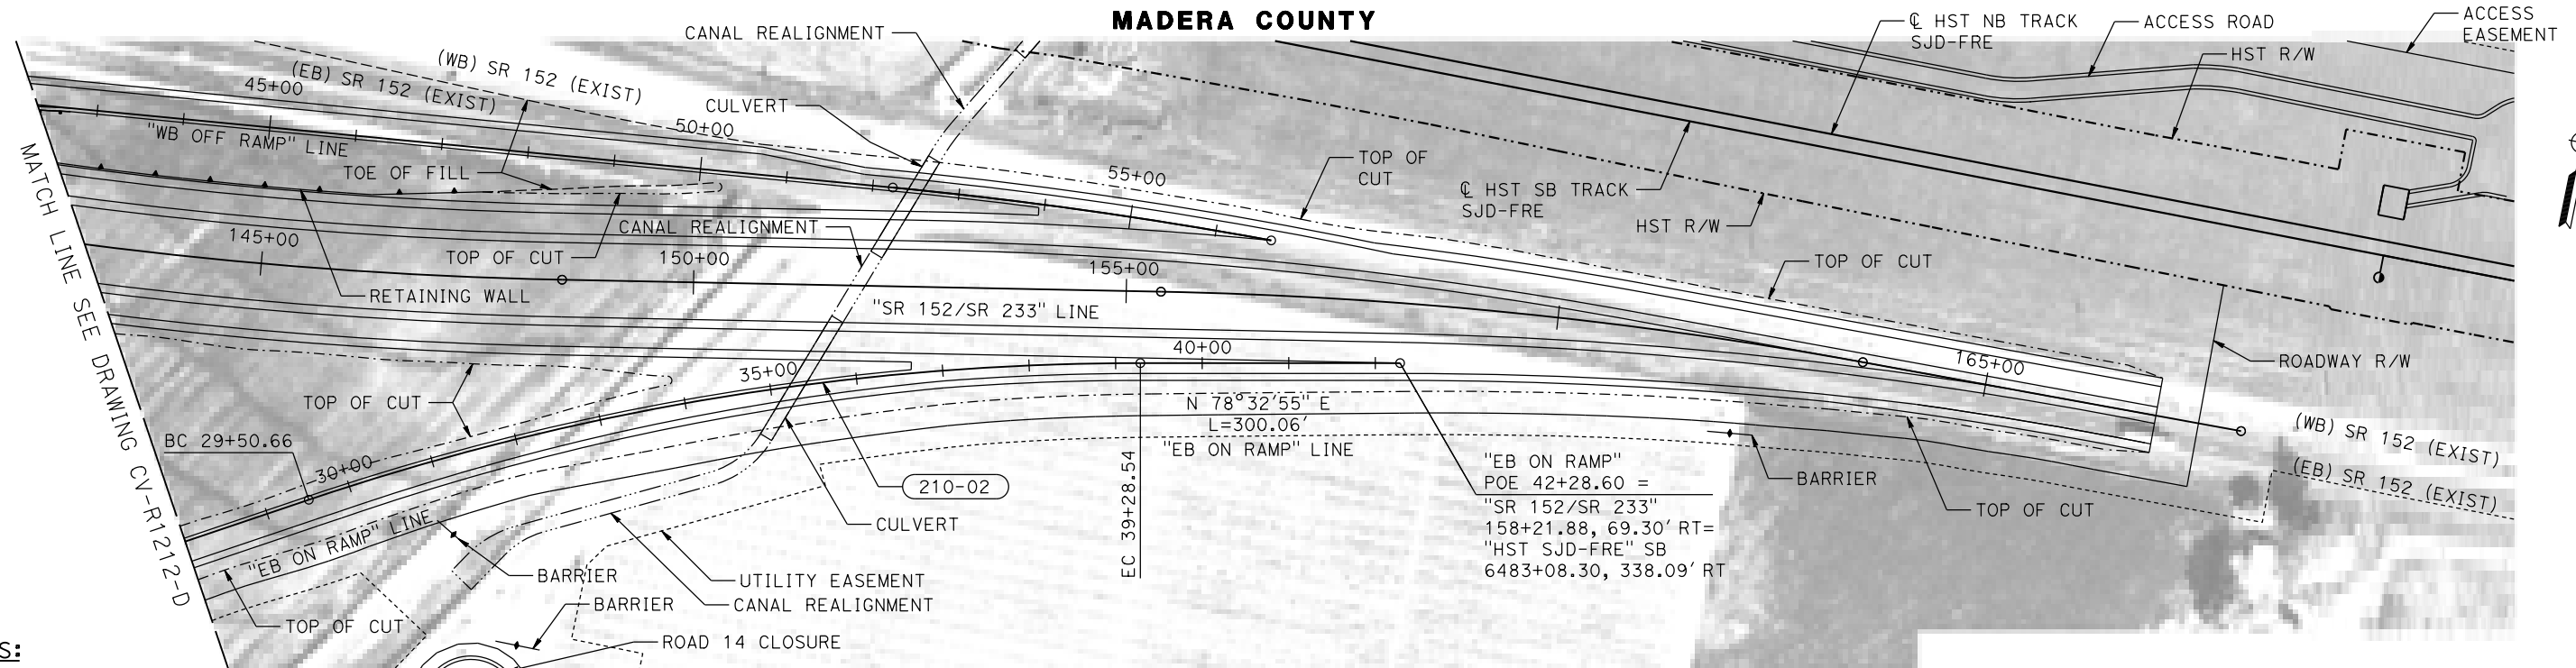 MADERA COUNTY
CANAL REALIGNMENT
℄ HST NB TRACK
SJD-FRE
ACCESS ROAD
ACCESS
EASEMENT
HST R/W
(WB) SR 152 (EXIST)
(EB) SR 152 (EXIST)
45+00
CULVERT
50+00
"WB OFF RAMP" LINE
TOE OF FILL
55+00
TOP OF
CUT
℄ HST SB TRACK
SJD-FRE
HST R/W
CANAL REALIGNMENT
145+00
TOP OF CUT
150+00
155+00
TOP OF CUT
RETAINING WALL
"SR 152/SR 233" LINE
MATCH LINE SEE DRAWING CV-R1212-D
40+00
35+00
165+00
ROADWAY R/W
TOP OF CUT
N 78°32'55" E
L=300.06'
"EB ON RAMP" LINE
BC 29+50.66
30+00
EC 39+28.54
"EB ON RAMP"
POE 42+28.60 =
"SR 152/SR 233"
158+21.88, 69.30' RT=
"HST SJD-FRE" SB
6483+08.30, 338.09' RT
BARRIER
(WB) SR 152 (EXIST)
(EB) SR 152 (EXIST)
210-02
TOP OF CUT
CULVERT
"EB ON RAMP" LINE
BARRIER
UTILITY EASEMENT
BARRIER
CANAL REALIGNMENT
TOP OF CUT
ROAD 14 CLOSURE
S: